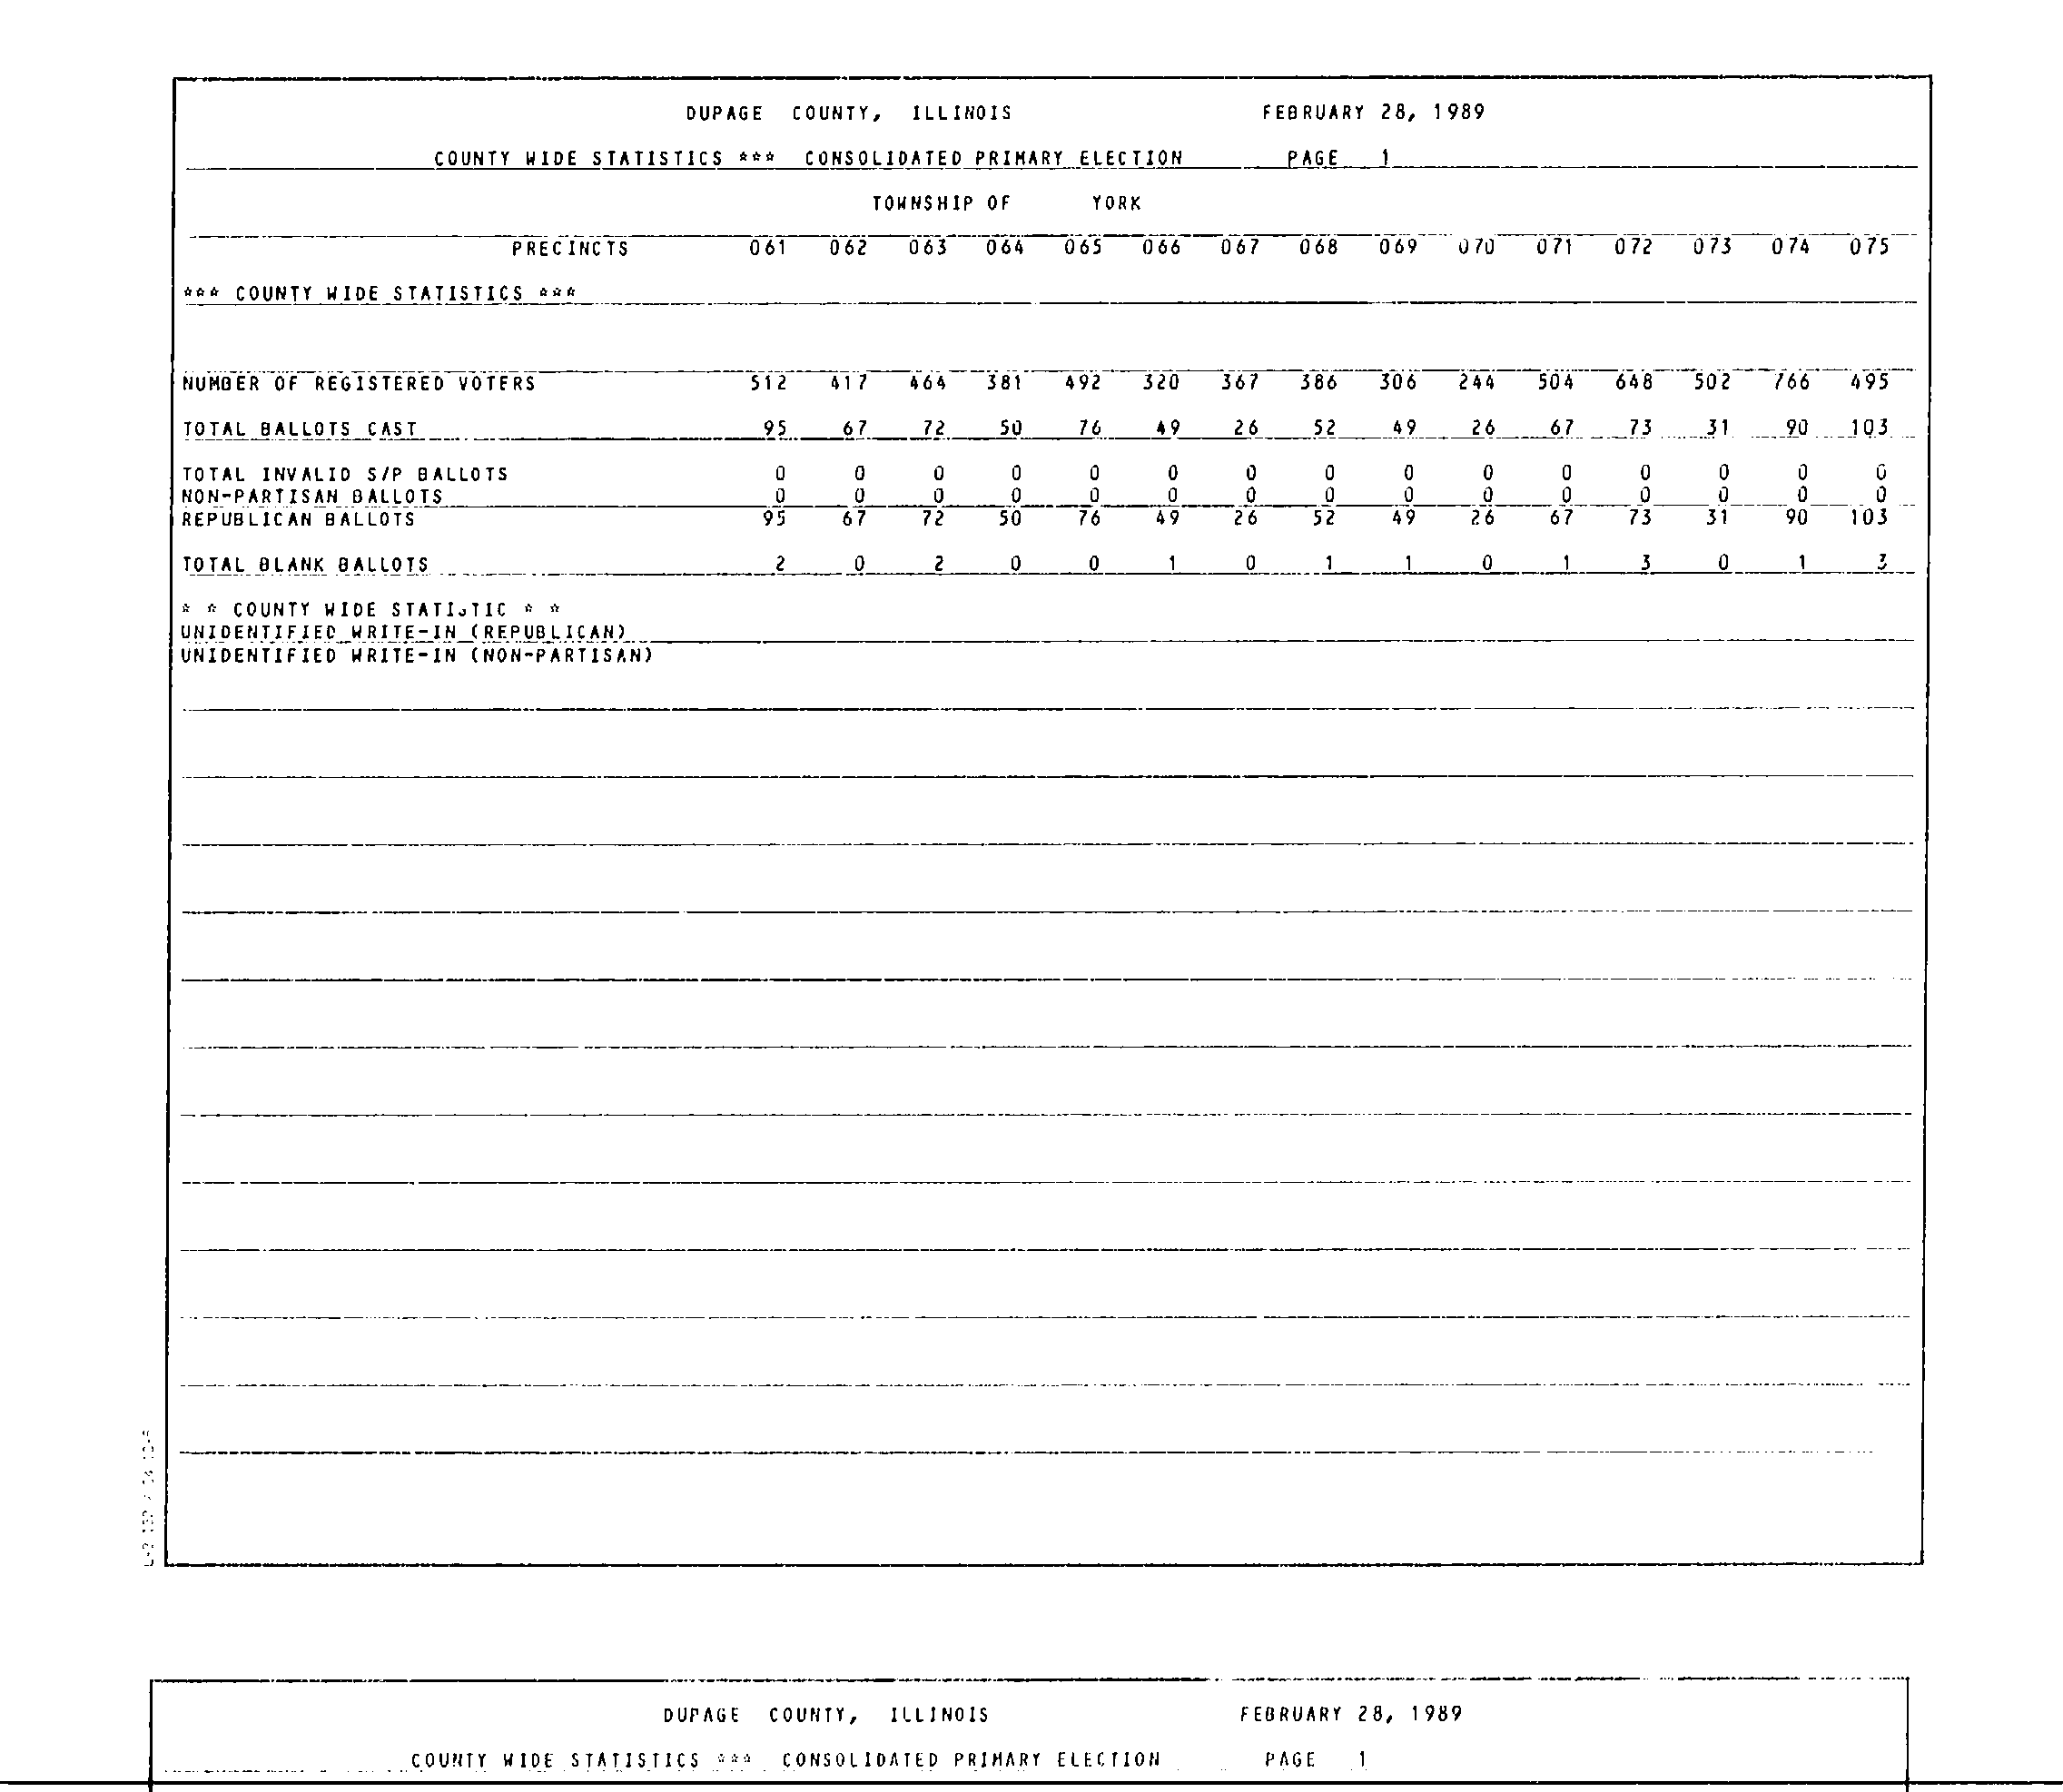 DUPAGE COUNTY, ILLINOIS FEBRUARY 28, 1989
COUNTY WIDE STATISTICS *** CONSOLIDATED PRIMARY ELECTION PAGE 1
TOWNSHIP OF YORK
PRECINCTS 061 062 063 064 065 066 067 068 069 070 071 072 073 074 075
*** COUNTY WIDE STATISTICS ***
NUMBER OF REGISTERED VOTERS 512 417 464 381 492 320 367 386 306 244 504 648 502 766 495
TOTAL BALLOTS CAST 95 67 72 50 76 49 26 52 49 26 67 73 31 90 103
TOTAL INVALID S/P BALLOTS 0 0 0 0 0 0 0 0 0 0 0 0 0 0 0
NON-PARTISAN BALLOTS 0 0 0 0 0 0 0 0 0 0 0 0 0 0 0
REPUBLICAN BALLOTS 95 67 72 50 76 49 26 52 49 26 67 73 31 90 103
TOTAL BLANK BALLOTS 2 0 2 0 0 1 0 1 1 0 1 3 0 1 3
* * COUNTY WIDE STATISTIC * *
UNIDENTIFIED WRITE-IN (REPUBLICAN)
UNIDENTIFIED WRITE-IN (NON-PARTISAN)
DUPAGE COUNTY, ILLINOIS FEBRUARY 28, 1989
COUNTY WIDE STATISTICS *** CONSOLIDATED PRIMARY ELECTION PAGE 1